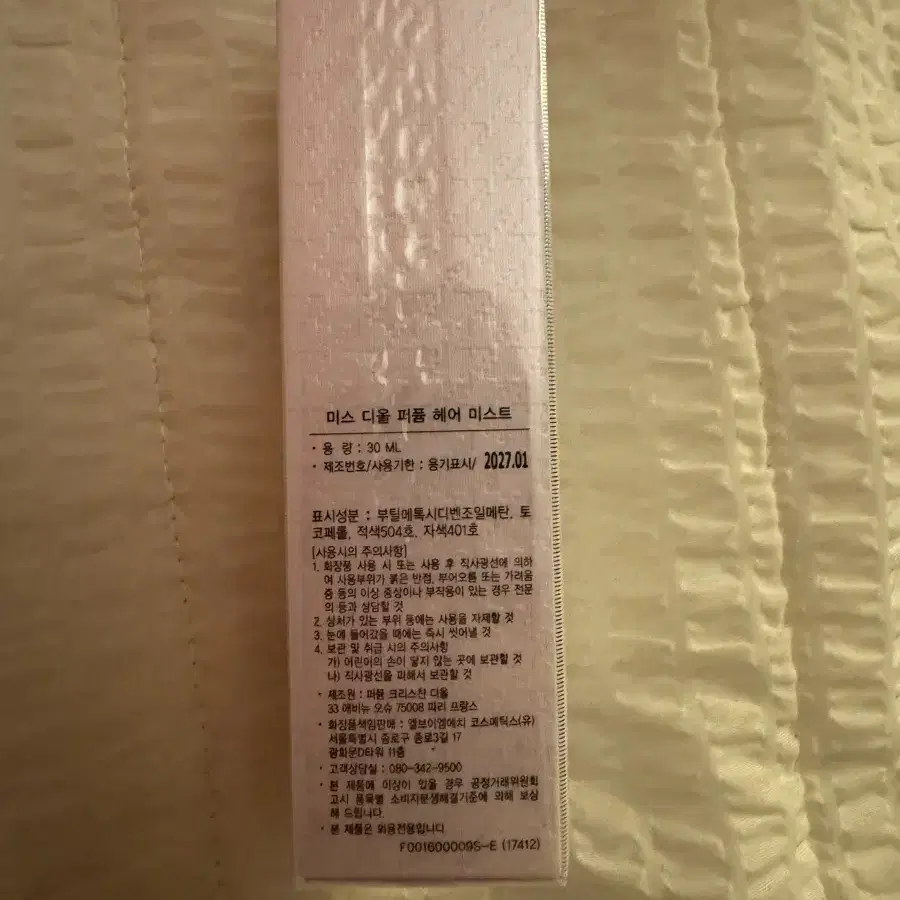 미스 디올 퍼퓸 헤어 미스트
· 용 량 : 30 ML
· 제조번호/사용기한 : 용기표시/ 2027.01
표시성분 : 부틸메톡시디벤조일메탄, 토
코페롤, 적색504호, 자색401호
[사용시의 주의사항]
1. 화장품 사용 시 또는 사용 후 직사광선에 의하
여 사용부위가 붉은 반점, 부어오름 또는 가려움
증 등의 이상 증상이나 부작용이 있는 경우 전문
의 등과 상담할 것
2. 상처가 있는 부위 등에는 사용을 자제할 것
3. 눈에 들어갔을 때에는 즉시 씻어낼 것
4. 보관 및 취급 시의 주의사항
가) 어린이의 손이 닿지 않는 곳에 보관할 것
나) 직사광선을 피해서 보관할 것
· 제조원 : 퍼퓸 크리스챤 디올
33 애비뉴 오슈 75008 파리 프랑스
· 화장품책임판매 : 엘브이엠에치 코스메틱스(유)
서울특별시 종로구 종로3길 17
광화문D타워 11층
· 고객상담실 : 080-342-9500
· 본 제품에 이상이 있을 경우 공정거래위원회
고시 품목별 소비자분쟁해결기준에 의해 보상
해 드립니다.
· 본 제품은 외용전용입니다
F001600009S-E (17412)